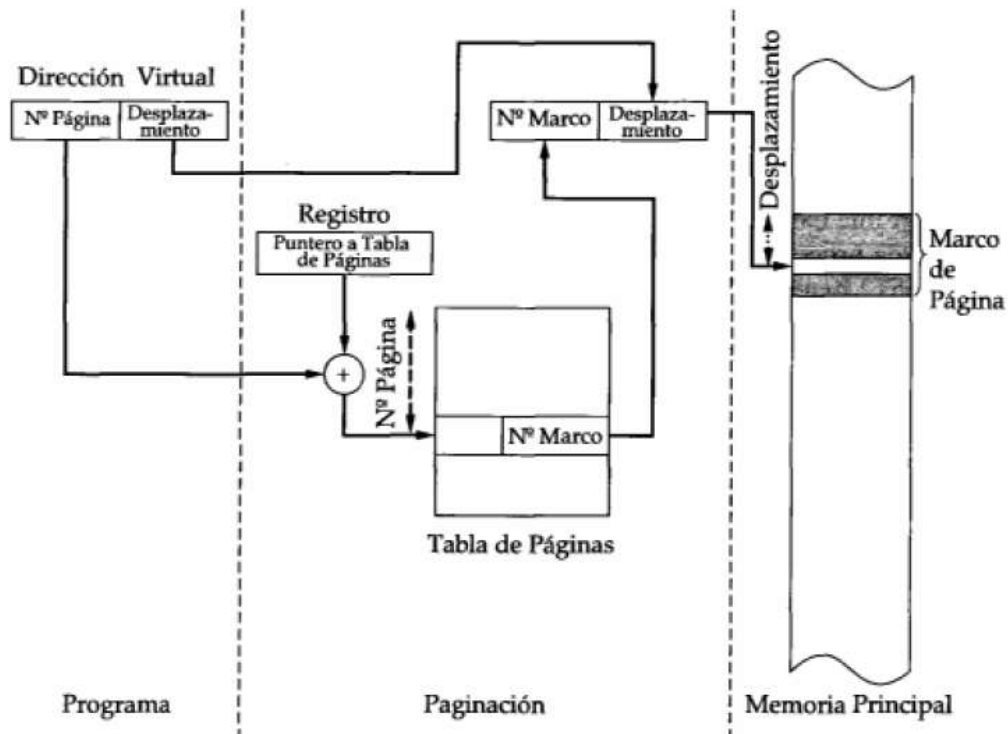 Dirección Virtual
Nº Página
Desplaza-
miento
Nº Marco
Desplaza-
miento
Desplazamiento
Registro
Puntero a Tabla
de Páginas
Marco
de
Página
+
Nº Página
Nº Marco
Tabla de Páginas
Programa
Paginación
Memoria Principal